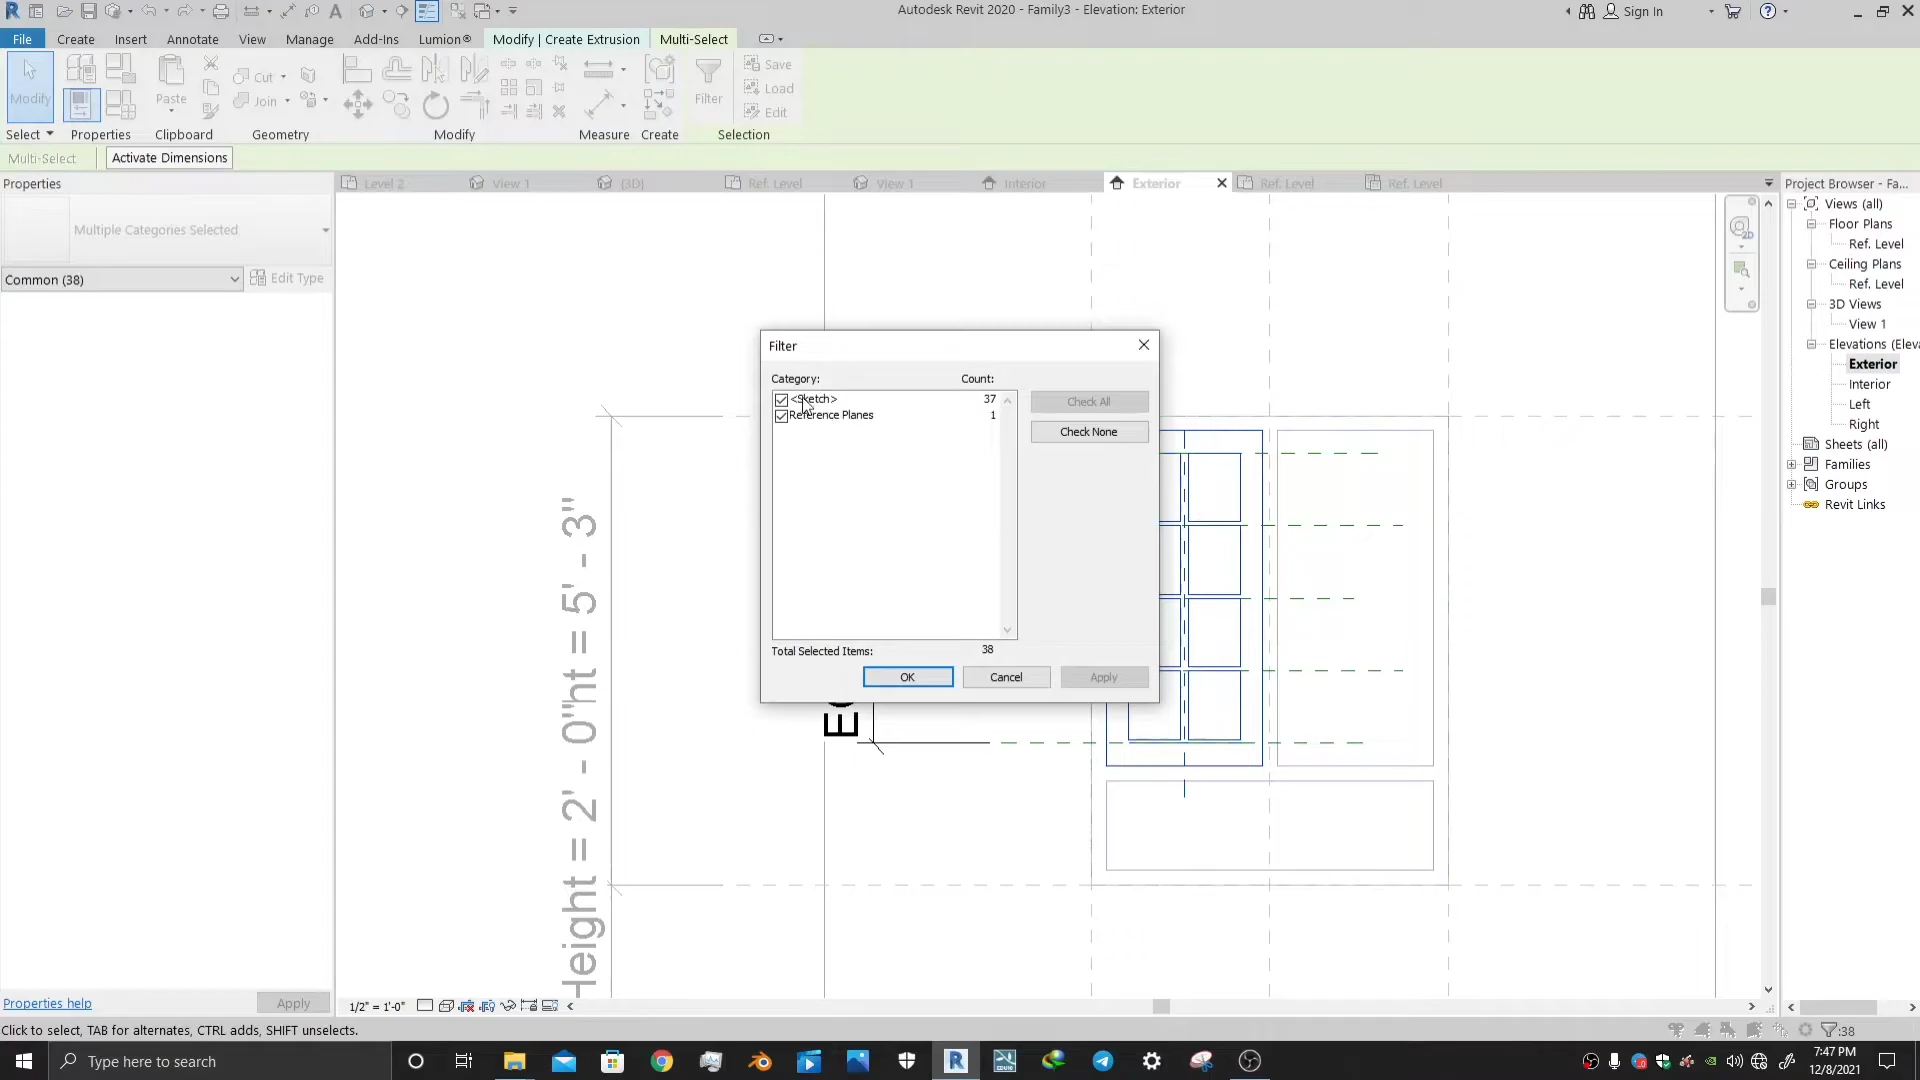 Autodesk Revit 2020 - Family3 - Elevation: Exterior
Sign In
File Create Insert Annotate View Manage Add-Ins Lumion® Modify | Create Extrusion Multi-Select
Modify
Paste
Cut
Join
Filter
Save
Load
Edit
Select Properties Clipboard Geometry Modify Measure Create Selection
Multi-Select Activate Dimensions
Properties
Level 2 View 1 {3D} Ref. Level View 1 Interior Exterior Ref. Level Ref. Level
Multiple Categories Selected
Common (38) Edit Type
Project Browser - Fa...
Views (all)
Floor Plans
Ref. Level
Ceiling Plans
Ref. Level
3D Views
View 1
Elevations (Eleva
Exterior
Interior
Left
Right
Sheets (all)
Families
Groups
Revit Links
2D
Filter
Category: Count:
<Sketch> 37
Reference Planes 1
Check All
Check None
Total Selected Items: 38
OK Cancel Apply
Height = 2' - 0"ht = 5' - 3"
Properties help Apply
1/2" = 1'-0"
Click to select, TAB for alternates, CTRL adds, SHIFT unselects.
:38
Type here to search
7:47 PM
12/8/2021